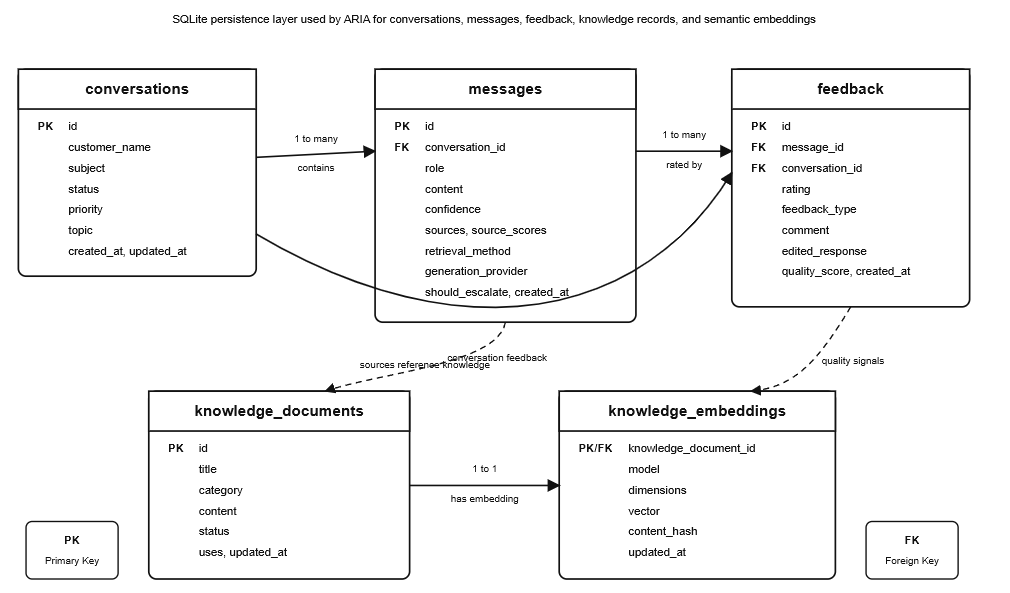 SQLite persistence layer used by ARIA for conversations, messages, feedback, knowledge records, and semantic embeddings
conversations
PK id
customer_name
subject
status
priority
topic
created_at, updated_at
1 to many
contains
messages
PK id
FK conversation_id
role
content
confidence
sources, source_scores
retrieval_method
generation_provider
should_escalate, created_at
1 to many
rated by
feedback
PK id
FK message_id
FK conversation_id
rating
feedback_type
comment
edited_response
quality_score, created_at
conversation feedback
sources reference knowledge
quality signals
knowledge_documents
PK id
title
category
content
status
uses, updated_at
1 to 1
has embedding
knowledge_embeddings
PK/FK knowledge_document_id
model
dimensions
vector
content_hash
updated_at
PK
Primary Key
FK
Foreign Key